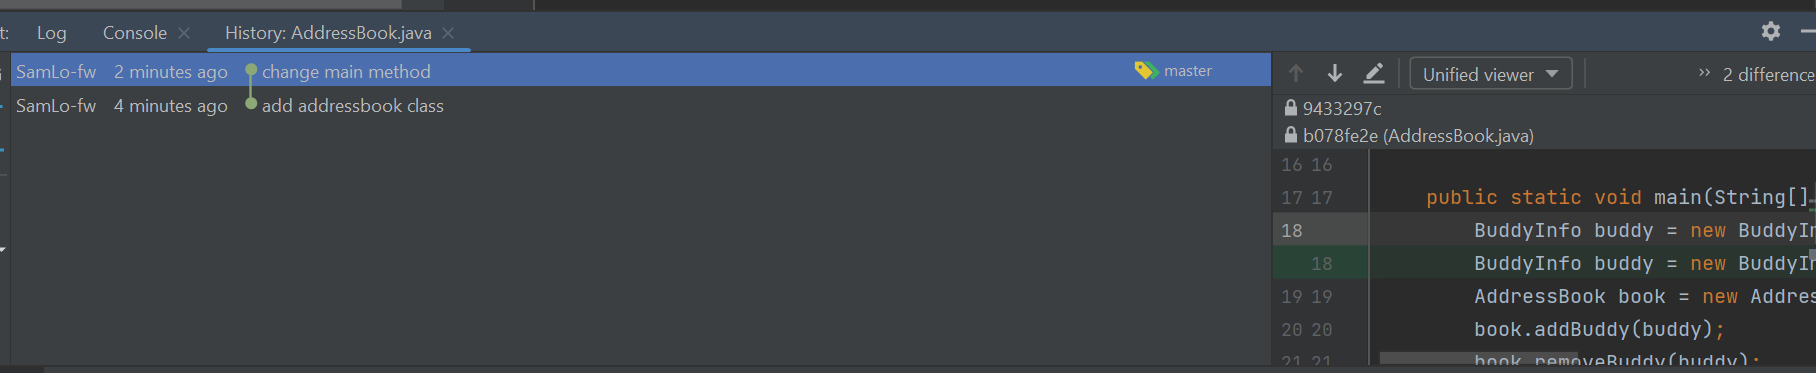 t: Log Console History: AddressBook.java
SamLo-fw 2 minutes ago change main method master
SamLo-fw 4 minutes ago add addressbook class
Unified viewer 2 difference
9433297c
b078fe2e (AddressBook.java)
16 16
17 17 public static void main(String[]
18 BuddyInfo buddy = new BuddyIn
18 BuddyInfo buddy = new BuddyIn
19 19 AddressBook book = new Addres
20 20 book.addBuddy(buddy);
21 21 book.removeBuddy(buddy);